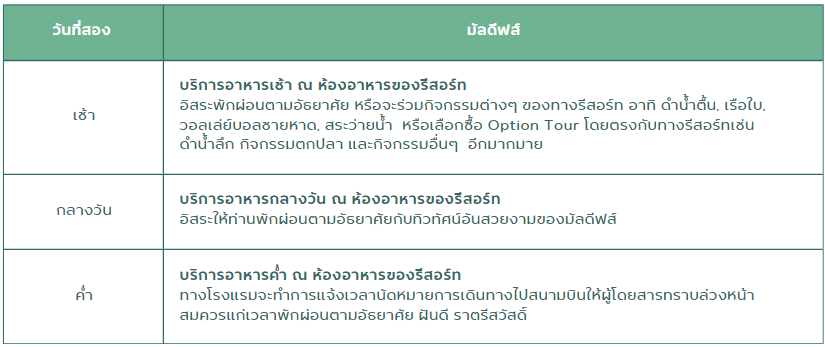 วันที่สอง
มัลดีฟส์
เช้า
บริการอาหารเช้า ณ ห้องอาหารของรีสอร์ท
อิสระพักผ่อนตามอัธยาศัย หรือจะร่วมกิจกรรมต่างๆ ของทางรีสอร์ท อาทิ ดำน้ำตื้น, เรือใบ,
วอลเล่ย์บอลชายหาด, สระว่ายน้ำ หรือเลือกซื้อ Option Tour โดยตรงกับทางรีสอร์ทเช่น
ดำน้ำลึก กิจกรรมตกปลา และกิจกรรมอื่นๆ อีกมากมาย
กลางวัน
บริการอาหารกลางวัน ณ ห้องอาหารของรีสอร์ท
อิสระให้ท่านพักผ่อนตามอัธยาศัยกับทิวทัศน์อันสวยงามของมัลดีฟส์
ค่ำ
บริการอาหารค่ำ ณ ห้องอาหารของรีสอร์ท
ทางโรงแรมจะทำการแจ้งเวลานัดหมายการเดินทางไปสนามบินให้ผู้โดยสารทราบล่วงหน้า
สมควรแก่เวลาพักผ่อนตามอัธยาศัย ฝันดี ราตรีสวัสดิ์